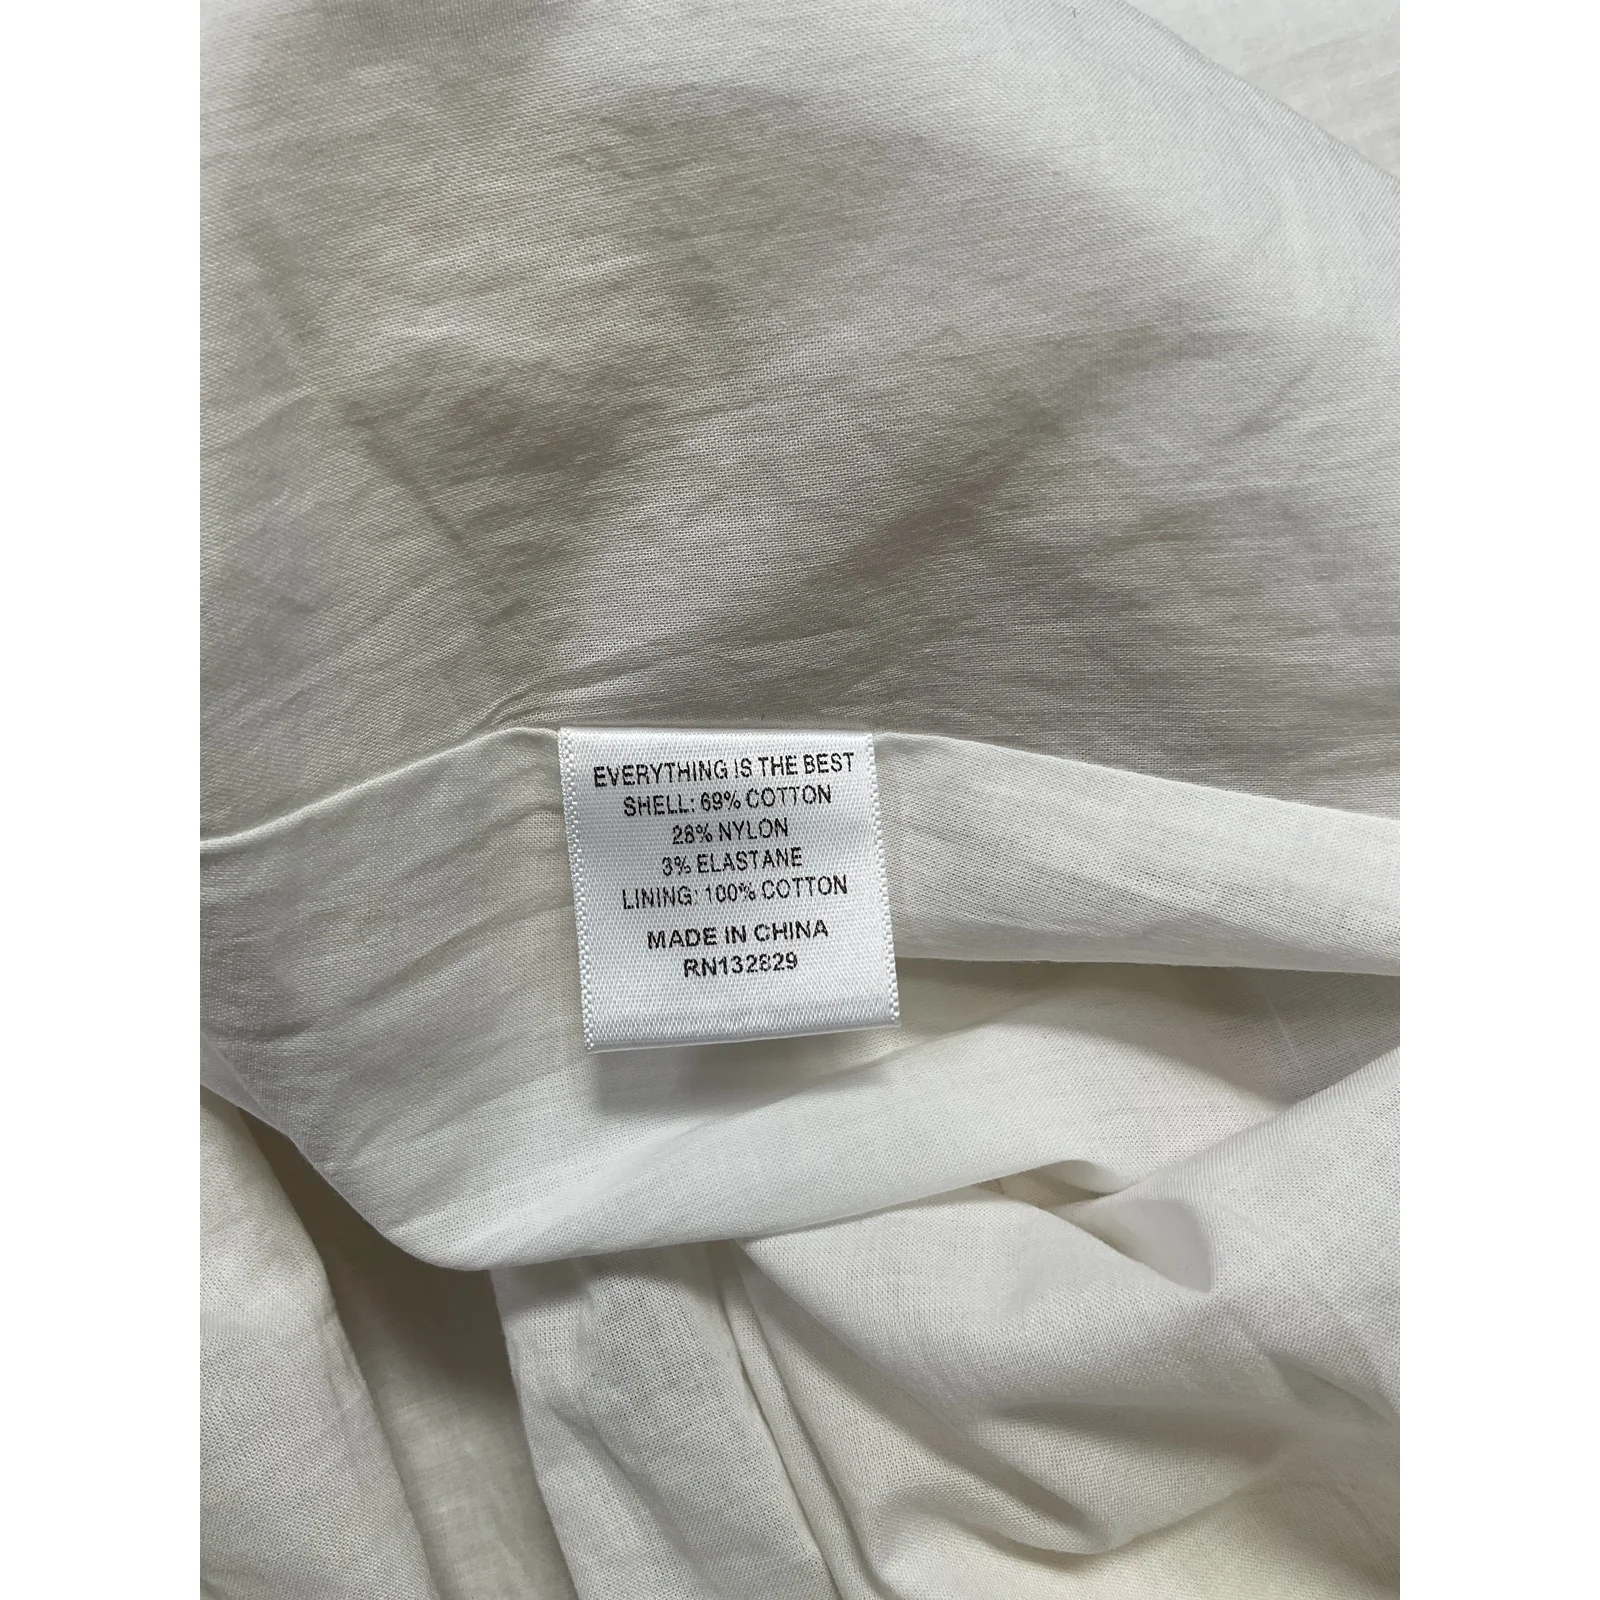 EVERYTHING IS THE BEST
SHELL: 69% COTTON
28% NYLON
3% ELASTANE
LINING: 100% COTTON
MADE IN CHINA
RN132829